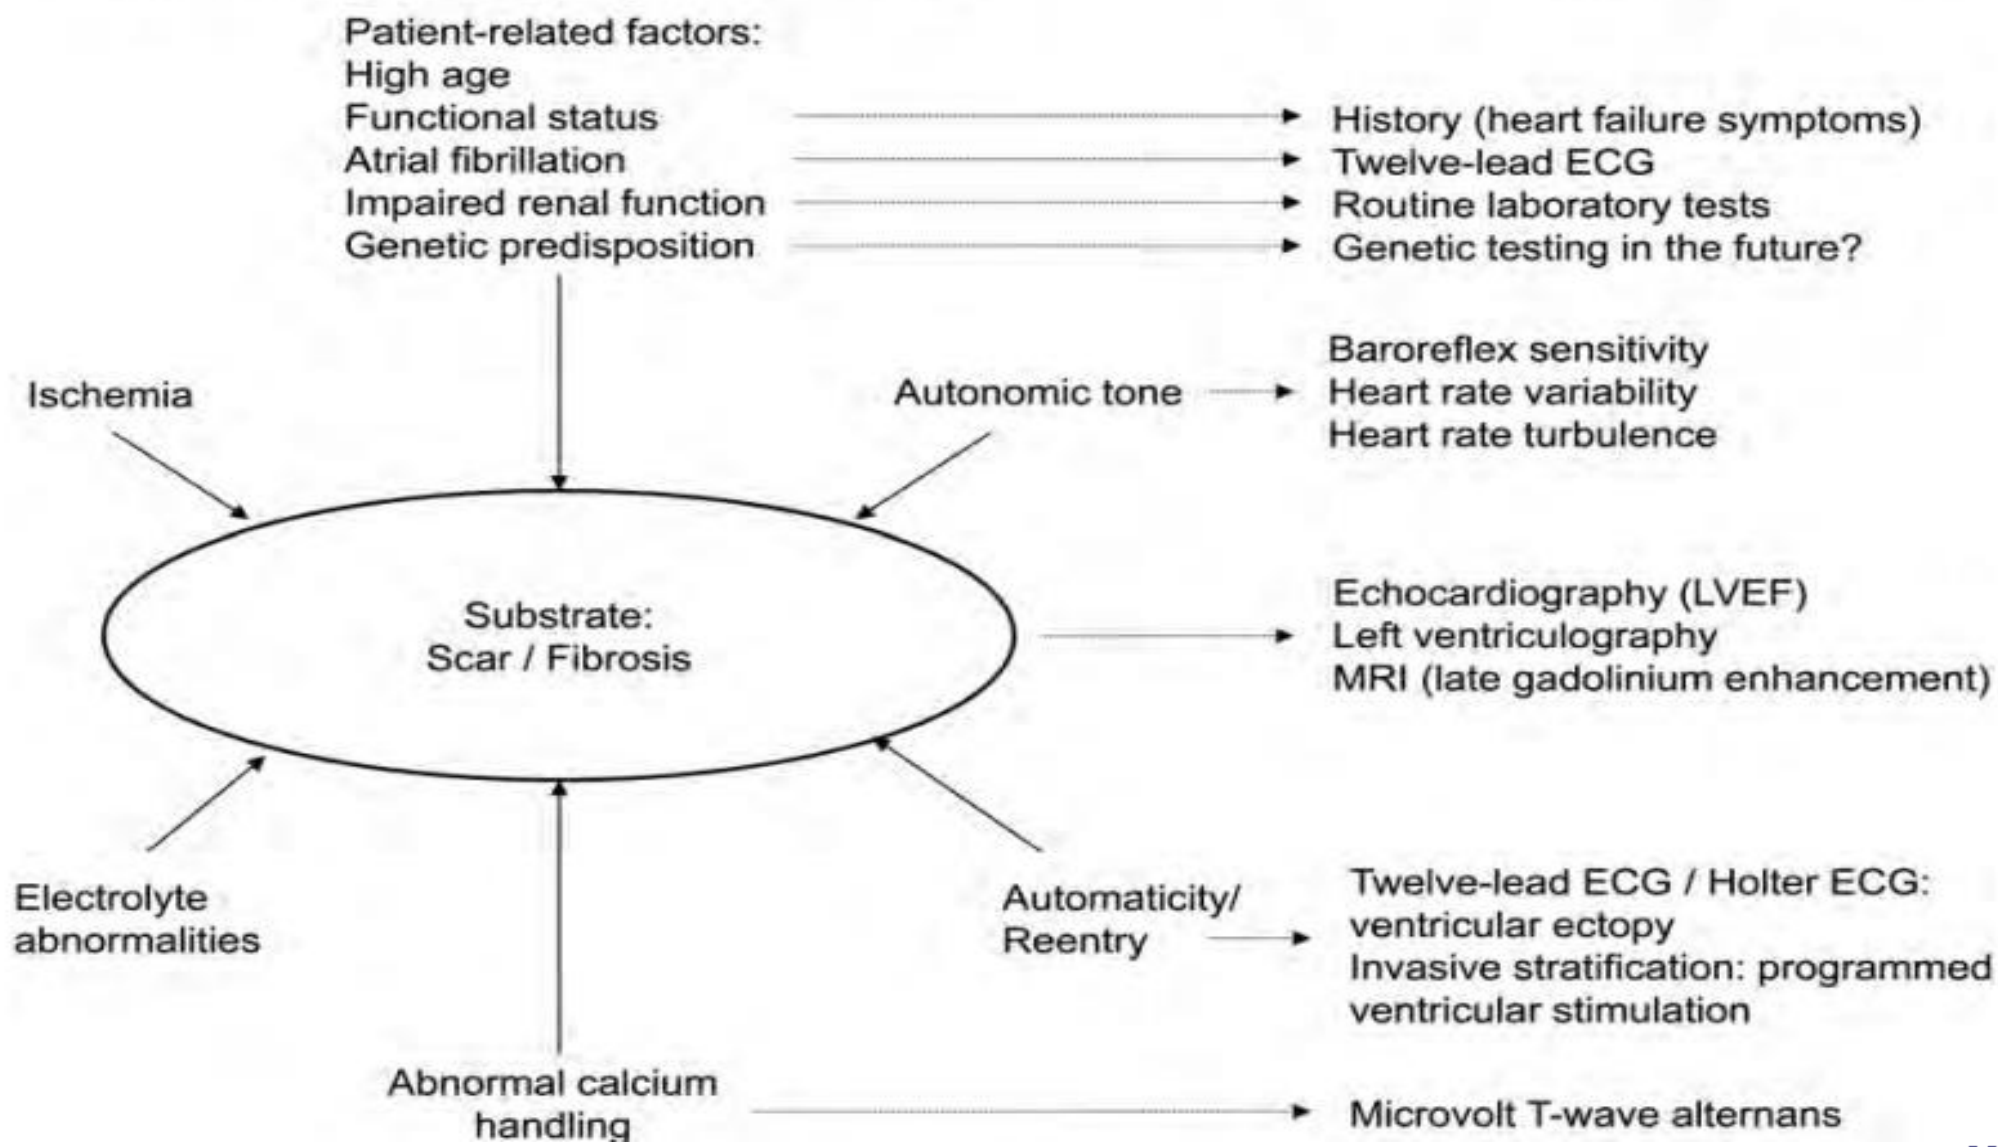 Patient-related factors:
High age
Functional status
Atrial fibrillation
Impaired renal function
Genetic predisposition
History (heart failure symptoms)
Twelve-lead ECG
Routine laboratory tests
Genetic testing in the future?
Ischemia
Autonomic tone
Baroreflex sensitivity
Heart rate variability
Heart rate turbulence
Substrate:
Scar / Fibrosis
Echocardiography (LVEF)
Left ventriculography
MRI (late gadolinium enhancement)
Electrolyte
abnormalities
Automaticity/
Reentry
Twelve-lead ECG / Holter ECG:
ventricular ectopy
Invasive stratification: programmed
ventricular stimulation
Abnormal calcium
handling
Microvolt T-wave alternans